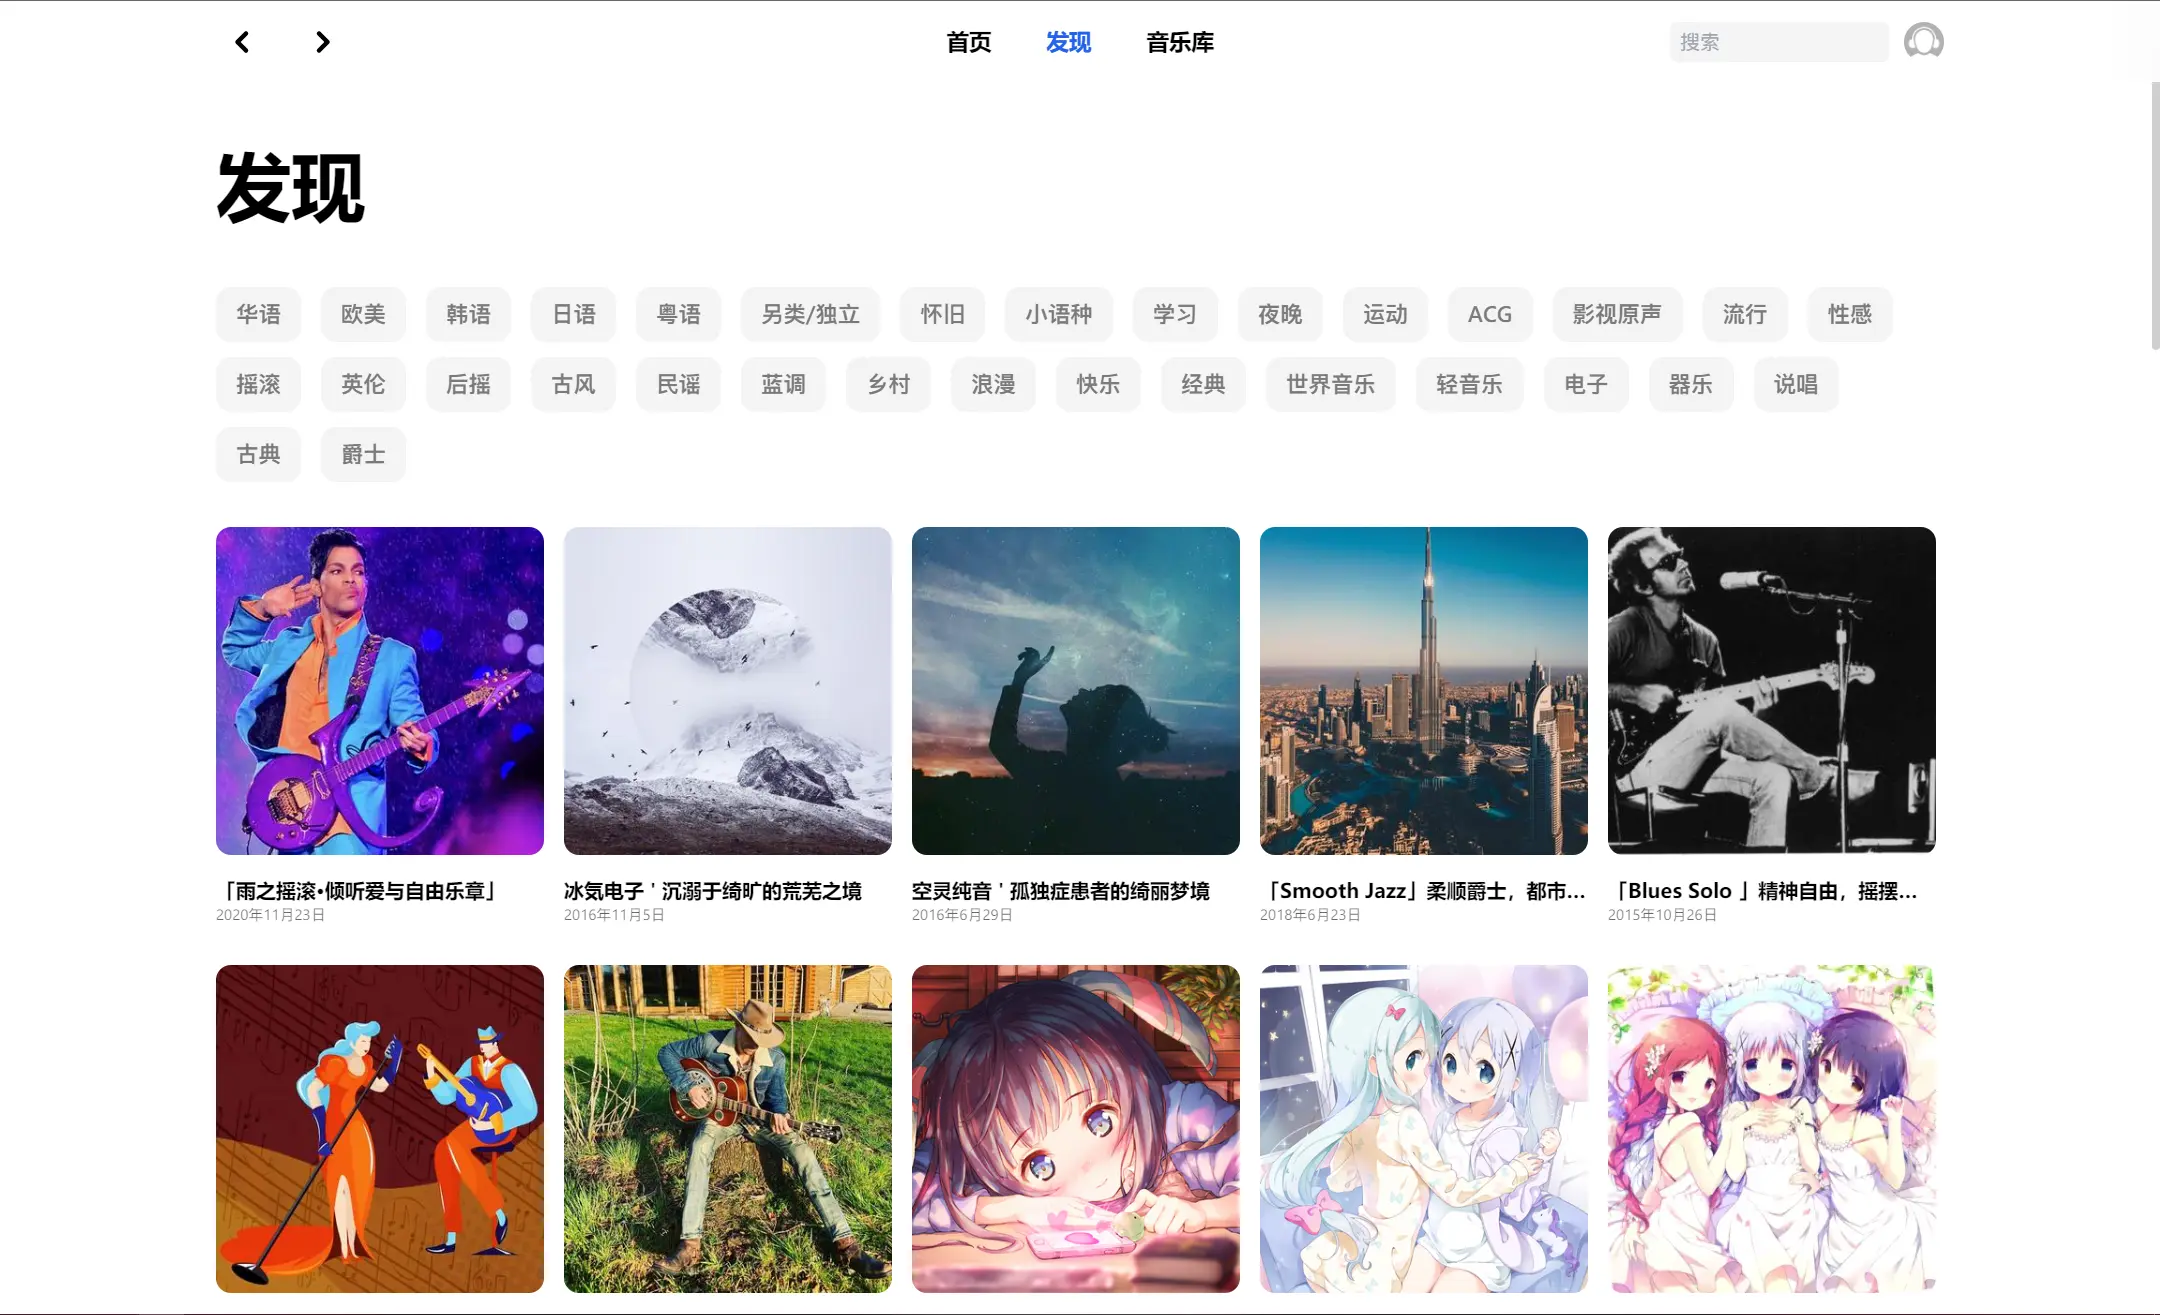 首页 发现 音乐库 搜索
发现
华语 欧美 韩语 日语 粤语 另类/独立 怀旧 小语种 学习 夜晚 运动 ACG 影视原声 流行 性感
摇滚 英伦 后摇 古风 民谣 蓝调 乡村 浪漫 快乐 经典 世界音乐 轻音乐 电子 器乐 说唱
古典 爵士
「雨之摇滚•倾听爱与自由乐章」
2020年11月23日
冰氛电子 ' 沉溺于绮旷的荒芜之境
2016年11月5日
空灵纯音 ' 孤独症患者的绮丽梦境
2016年6月29日
「Smooth Jazz」柔顺爵士，都市...
2018年6月23日
「Blues Solo 」精神自由，摇摆...
2015年10月26日